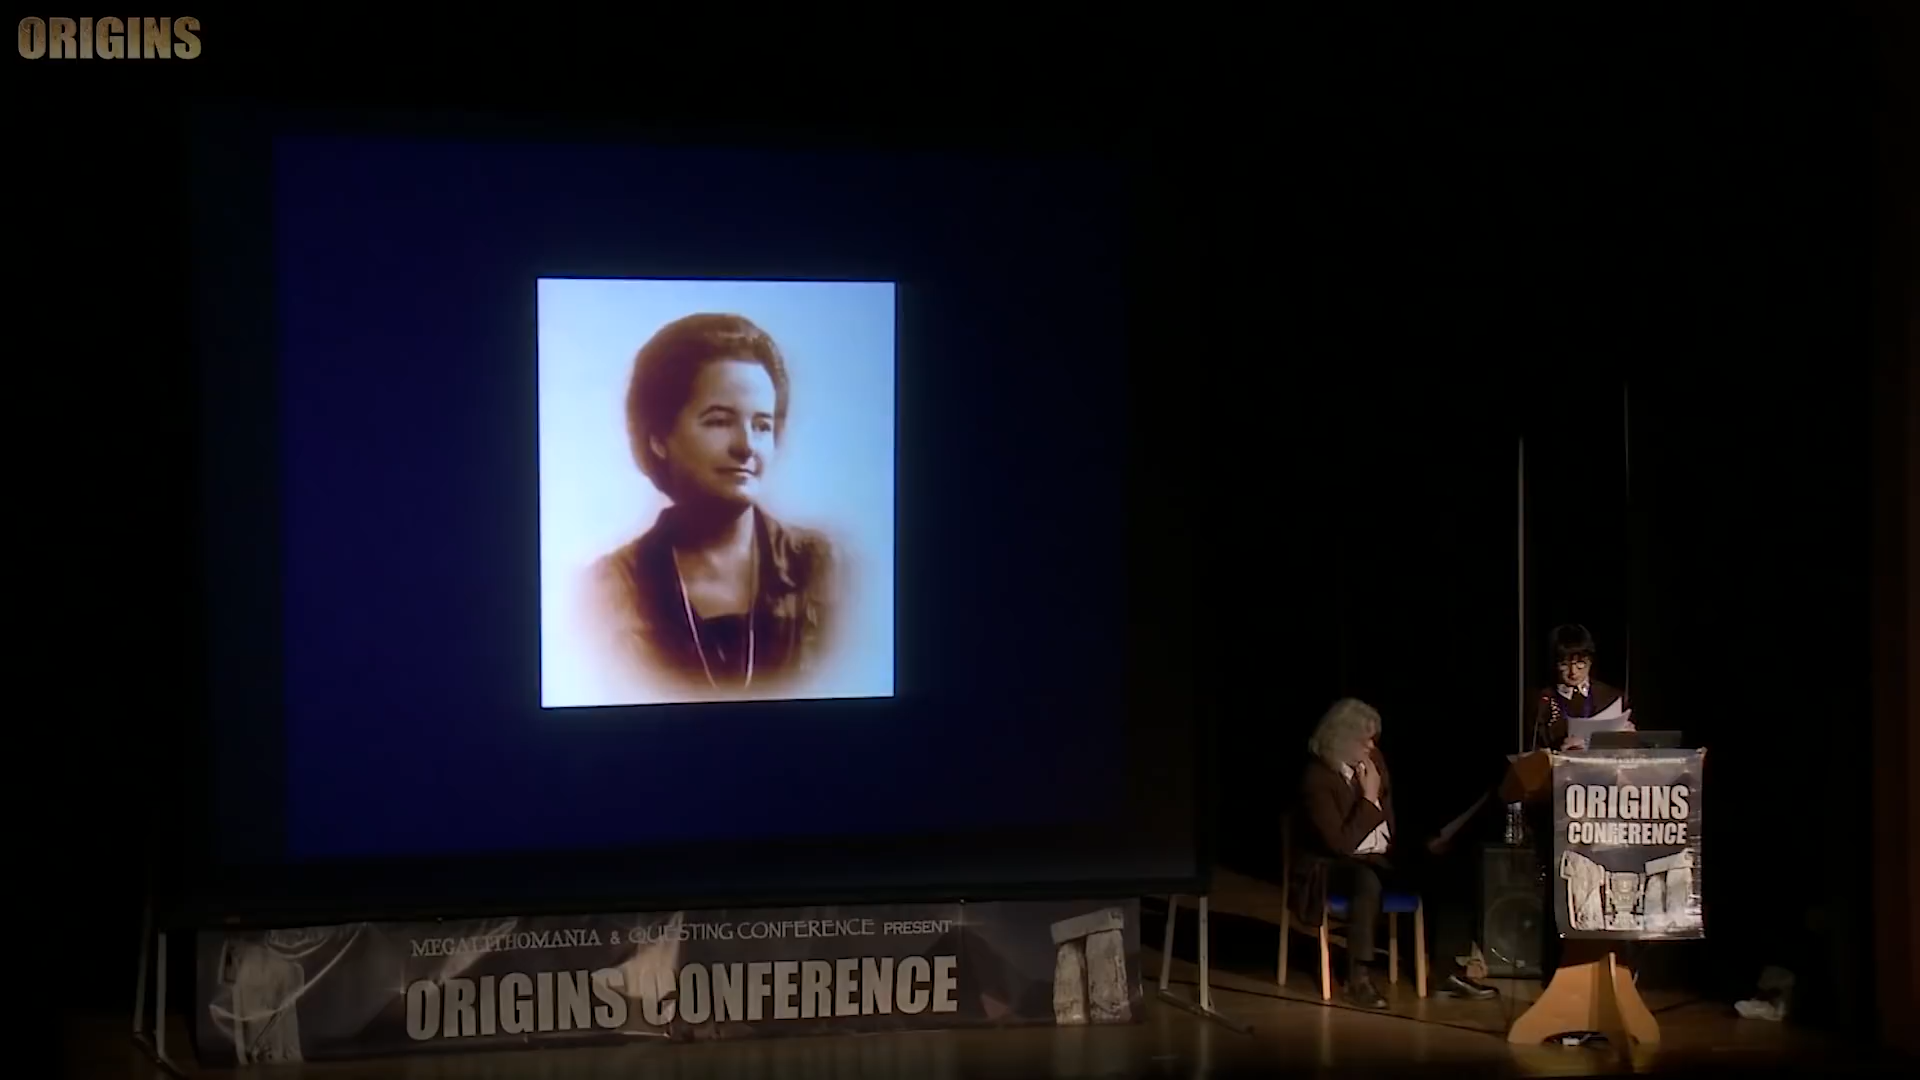 ORIGINS
MEGALITHOMANIA & QUESTING CONFERENCE PRESENT
ORIGINS CONFERENCE
ORIGINS
CONFERENCE